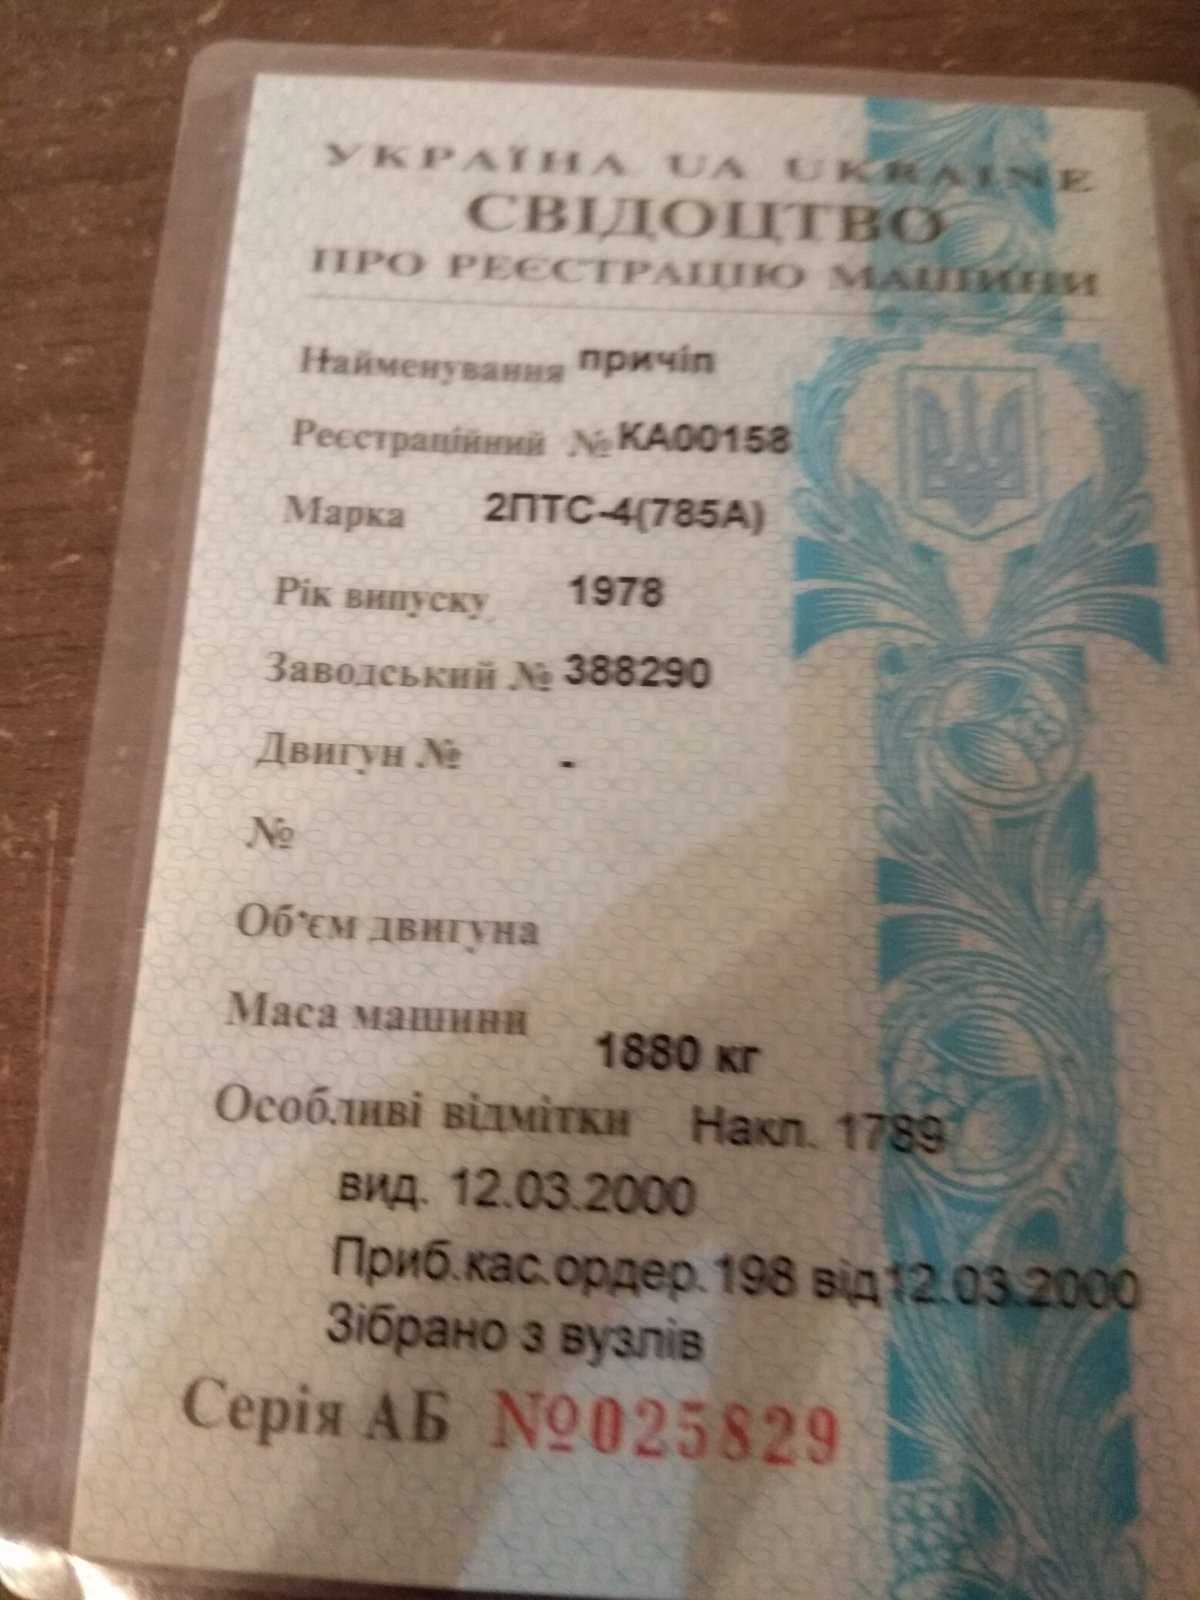 УКРАЇНА UA UKRAINE
СВІДОЦТВО
ПРО РЕЄСТРАЦІЮ МАШИНИ
Найменування причіп
Реєстраційний № КА00158
Марка 2ПТС-4(785А)
Рік випуску 1978
Заводський № 388290
Двигун № -
№
Об'єм двигуна
Маса машини
1880 кг
Особливі відмітки Накл. 1789
вид. 12.03.2000
Приб.кас.ордер.198 від12.03.2000
Зібрано з вузлів
Серія АБ №025829